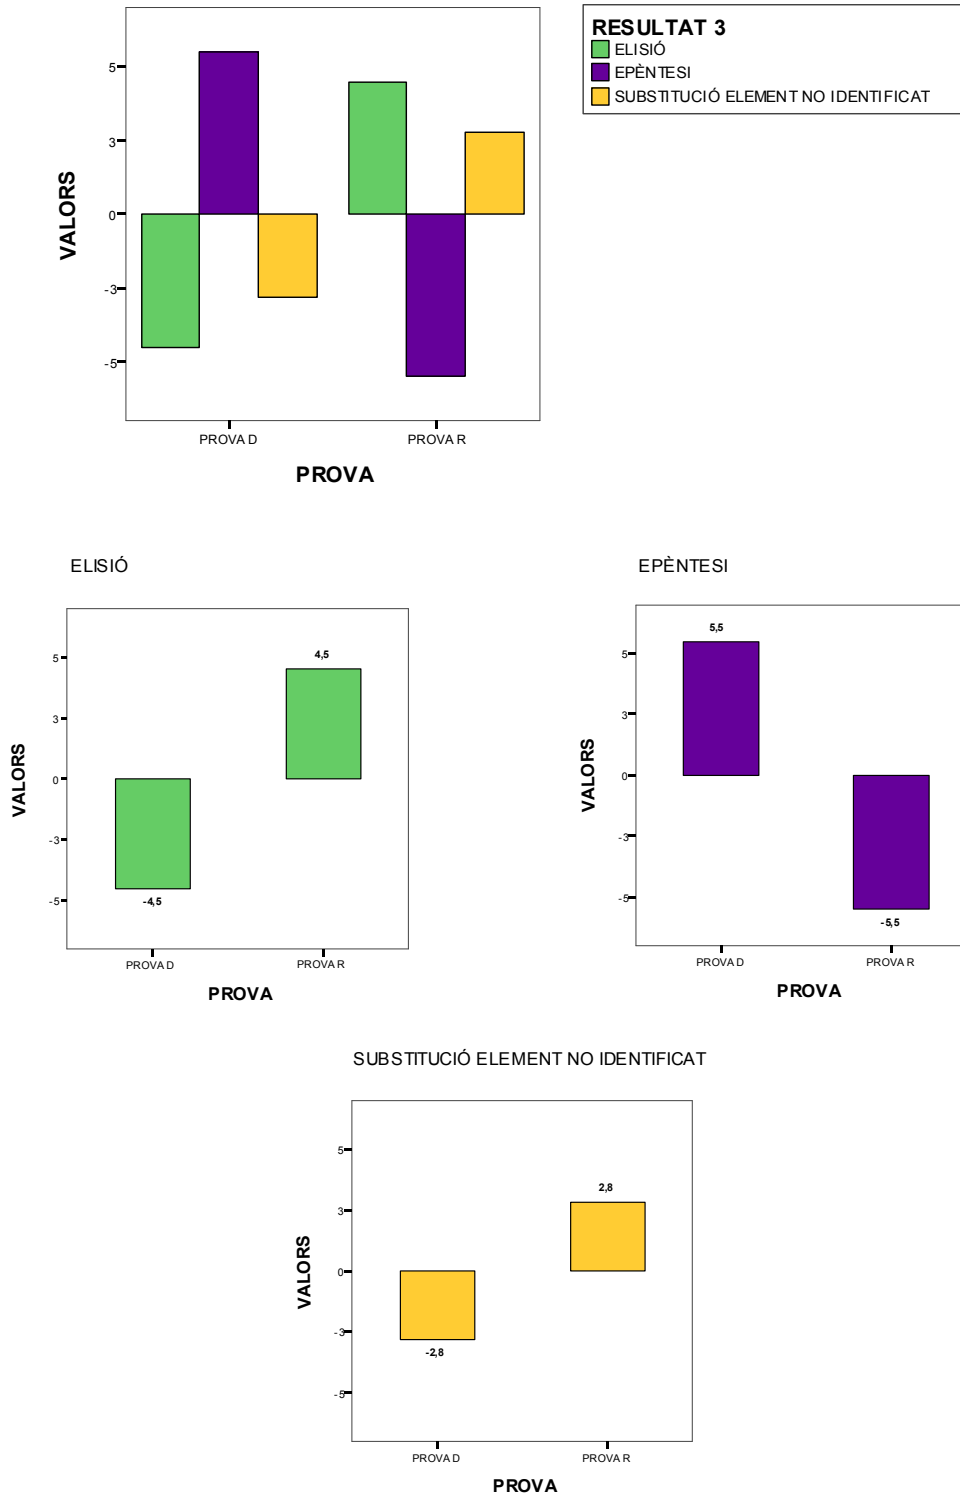 RESULTAT 3
ELISIÓ
EPÈNTESI
SUBSTITUCIÓ ELEMENT NO IDENTIFICAT
VALORS
5
3
0
-3
-5
PROVA D PROVA R
PROVA
ELISIÓ
VALORS
5
3
0
-3
-5
4,5
-4,5
PROVA D PROVA R
PROVA
EPÈNTESI
VALORS
5
3
0
-3
-5
5,5
-5,5
PROVA D PROVA R
PROVA
SUBSTITUCIÓ ELEMENT NO IDENTIFICAT
VALORS
5
3
0
-3
-5
2,8
-2,8
PROVA D PROVA R
PROVA